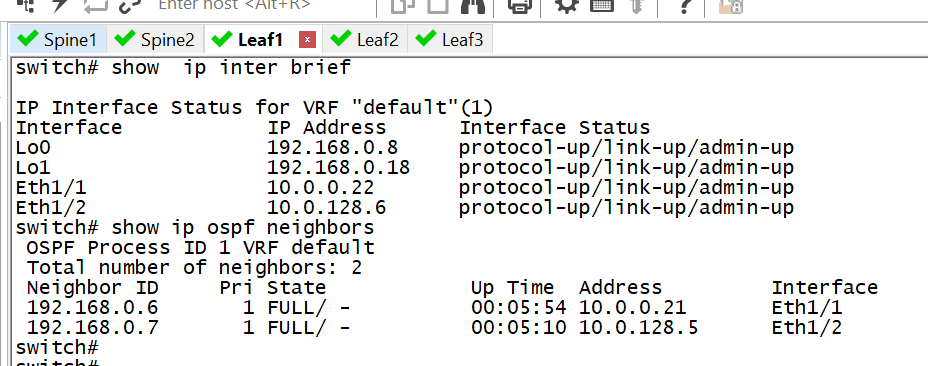 Enter host <Alt+R>
Spine1 Spine2 Leaf1 Leaf2 Leaf3
switch# show  ip inter brief
IP Interface Status for VRF "default"(1)
Interface            IP Address      Interface Status
Lo0                  192.168.0.8     protocol-up/link-up/admin-up
Lo1                  192.168.0.18    protocol-up/link-up/admin-up
Eth1/1               10.0.0.22       protocol-up/link-up/admin-up
Eth1/2               10.0.128.6      protocol-up/link-up/admin-up
switch# show ip ospf neighbors
 OSPF Process ID 1 VRF default
 Total number of neighbors: 2
 Neighbor ID     Pri State            Up Time  Address         Interface
 192.168.0.6       1 FULL/ -          00:05:54 10.0.0.21       Eth1/1
 192.168.0.7       1 FULL/ -          00:05:10 10.0.128.5      Eth1/2
switch#
switch#